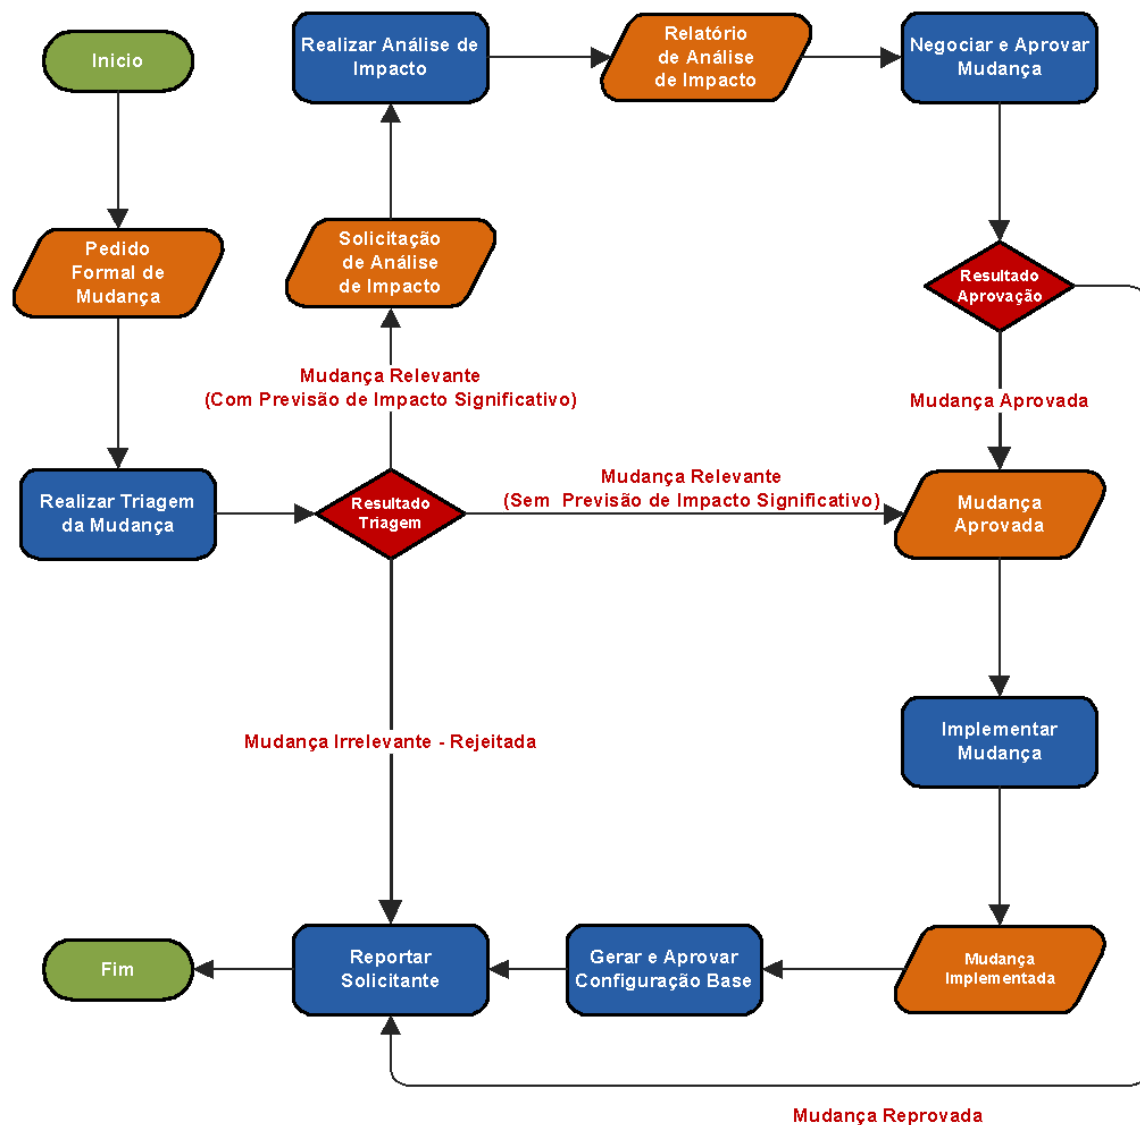 Inicio
Realizar Análise de
Impacto
Relatório
de Análise
de Impacto
Negociar e Aprovar
Mudança
Pedido
Formal de
Mudança
Solicitação
de Análise
de Impacto
Resultado
Aprovação
Mudança Relevante
(Com Previsão de Impacto Significativo)
Mudança Aprovada
Realizar Triagem
da Mudança
Resultado
Triagem
Mudança Relevante
(Sem Previsão de Impacto Significativo)
Mudança
Aprovada
Mudança Irrelevante - Rejeitada
Implementar
Mudança
Fim
Reportar
Solicitante
Gerar e Aprovar
Configuração Base
Mudança
Implementada
Mudança Reprovada